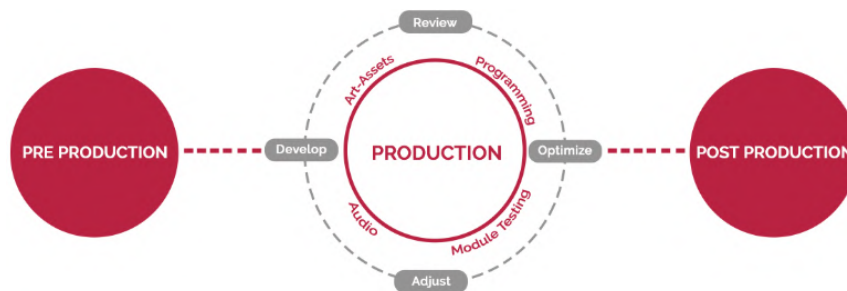 Review
Art-Assets
Programming
PRE PRODUCTION
Develop
PRODUCTION
Optimize
POST PRODUCTION
Audio
Module Testing
Adjust